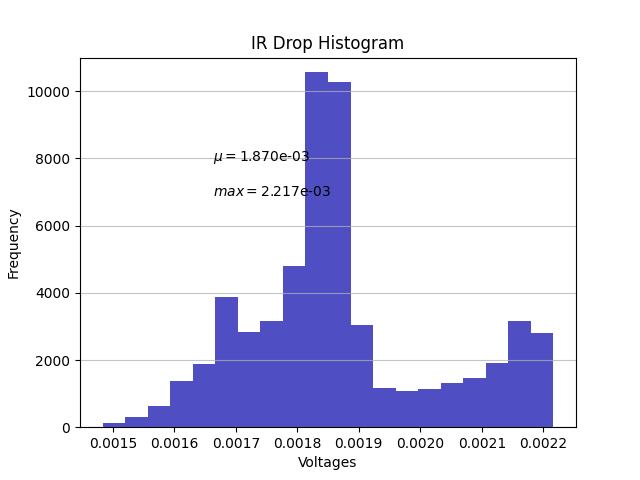 IR Drop Histogram
10000
8000
6000
4000
2000
0
Frequency
μ = 1.870e-03
max = 2.217e-03
0.0015 0.0016 0.0017 0.0018 0.0019 0.0020 0.0021 0.0022
Voltages